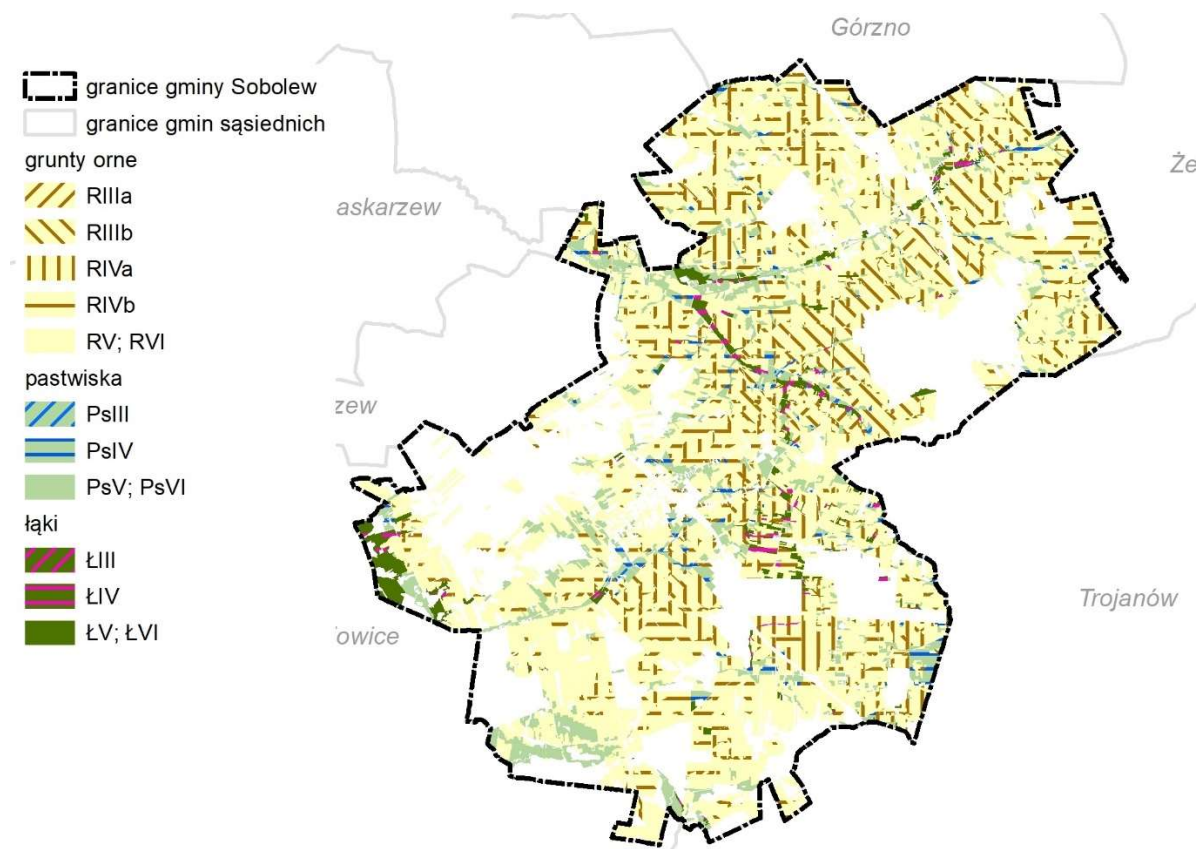 Górzno
granice gminy Sobolew
granice gmin sąsiednich
grunty orne
Że
RIIIa
askarzew
RIIIb
RIVa
RIVb
RV; RVI
pastwiska
PsIII
zew
PsIV
PsV; PsVI
łąki
ŁIII
ŁIV
Trojanów
ŁV; ŁVI
owice